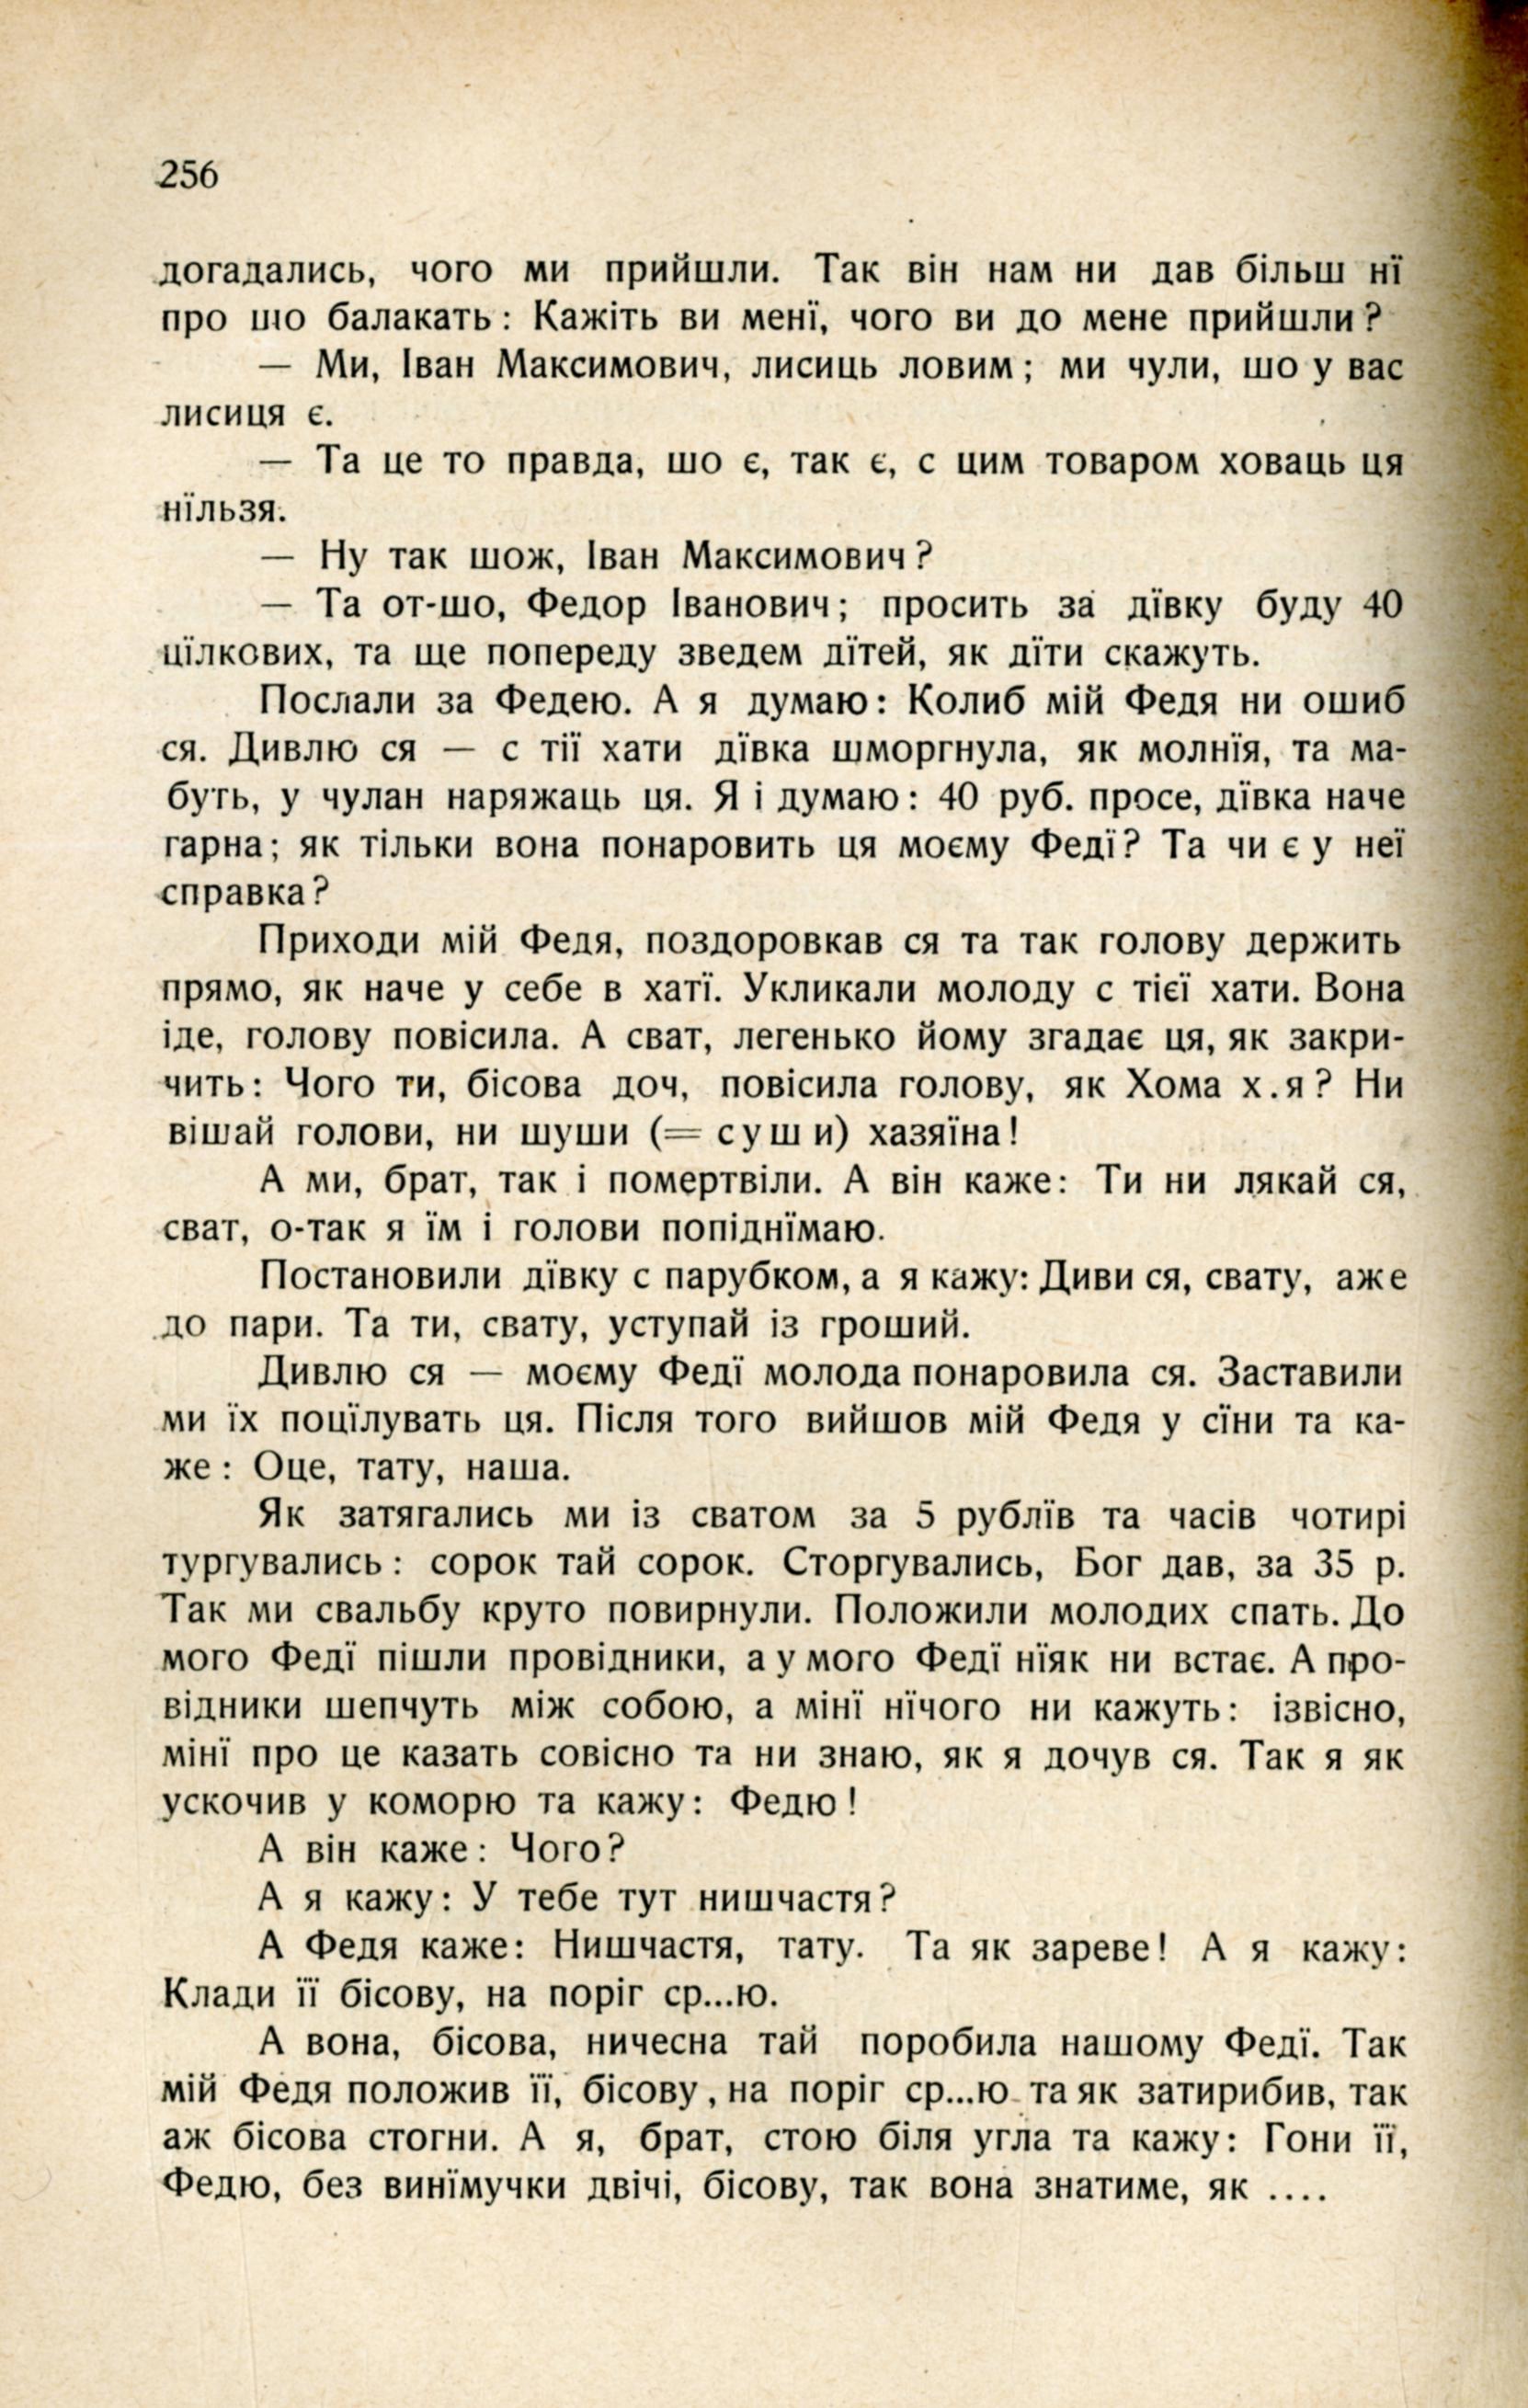 256
догадались, чого ми прийшли. Так він нам ни дав більш нї
про шо балакать: Кажіть ви менї, чого ви до мене прийшли?
— Ми, Іван Максимович, лисиць ловим; ми чули, шо у вас
лисиця є.
— Та це то правда, шо є, так є, с цим товаром ховаць ця
нїльзя.
— Ну так шож, Іван Максимович?
— Та от-шо, Федор Іванович; просить за дївку буду 40
цїлкових, та ще попереду зведем дїтей, як дїти скажуть.
Послали за Федею. А я думаю: Колиб мій Федя ни ошиб
ся. Дивлю ся — с тії хати дївка шморгнула, як молнїя, та ма-
буть, у чулан наряжаць ця. Я і думаю: 40 руб. просе, дївка наче
гарна; як тільки вона понаровить ця моєму Федї? Та чи є у неї
справка?
Приходи мій Федя, поздоровкав ся та так голову держить
прямо, як наче у себе в хатї. Укликали молоду с тієї хати. Вона
іде, голову повісила. А сват, легенько йому згадає ця, як закри-
чить: Чого ти, бісова доч, повісила голову, як Хома х.я? Ни
вішай голови, ни шуши (= суши) хазяїна!
А ми, брат, так і помертвіли. А він каже: Ти ни лякай ся,
сват, о-так я їм і голови попіднїмаю.
Постановили дївку с парубком, а я кажу: Диви ся, свату, аже
до пари. Та ти, свату, уступай із гроший.
Дивлю ся — моєму Федї молода понаровила ся. Заставили
ми їх поцїлувать ця. Після того вийшов мій Федя у сїни та ка-
же: Оце, тату, наша.
Як затягались ми із сватом за 5 рублїв та часів чотирі
тургувались: сорок тай сорок. Сторгувались, Бог дав, за 35 р.
Так ми свальбу круто повирнули. Положили молодих спать. До
мого Федї пішли провідники, а у мого Федї нїяк ни встає. А про-
відники шепчуть між собою, а мінї нїчого ни кажуть: ізвісно,
мінї про це казать совісно та ни знаю, як я дочув ся. Так я як
ускочив у коморю та кажу: Федю!
А він каже: Чого?
А я кажу: У тебе тут нишчастя?
А Федя каже: Нишчастя, тату. Та як зареве! А я кажу:
Клади її бісову, на поріг ср...ю.
А вона, бісова, ничесна тай поробила нашому Федї. Так
мій Федя положив її, бісову, на поріг ср...ю та як затирибив, так
аж бісова стогни. А я, брат, стою біля угла та кажу: Гони її,
Федю, без винїмучки двічі, бісову, так вона знатиме, як ....